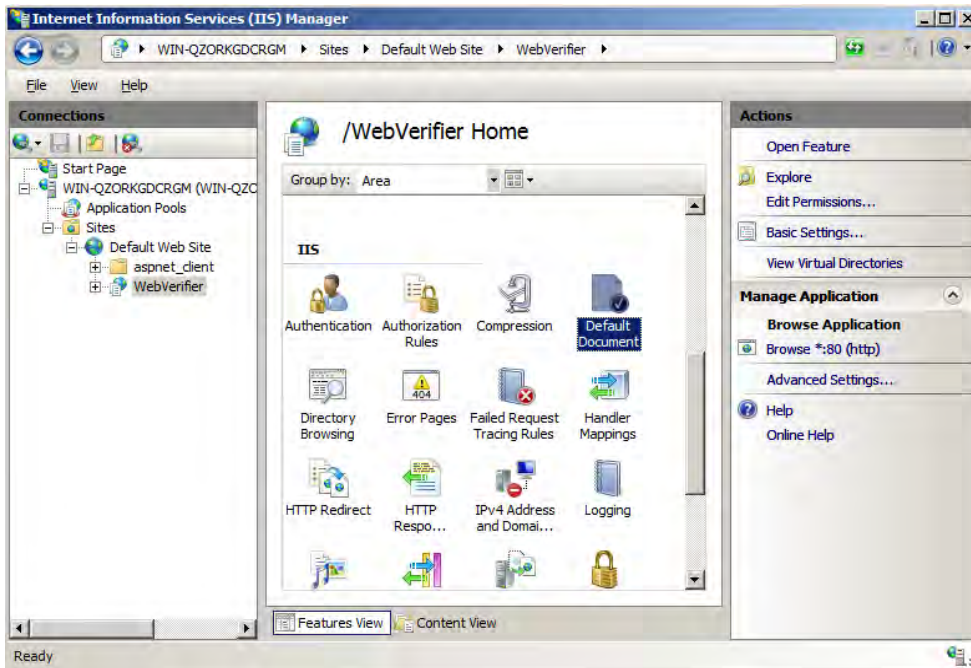 Internet Information Services (IIS) Manager
WIN-QZORKGDCRGM Sites Default Web Site WebVerifier
File View Help
Connections
Start Page
WIN-QZORKGDCRGM (WIN-QZO
Application Pools
Sites
Default Web Site
aspnet_client
WebVerifier
/WebVerifier Home
Group by: Area
IIS
Authentication
Authorization
Rules
Compression
Default
Document
Directory
Browsing
404
Error Pages
Failed Request
Tracing Rules
Handler
Mappings
HTTP Redirect
HTTP
Respo...
IPv4 Address
and Domai...
Logging
Features View Content View
Actions
Open Feature
Explore
Edit Permissions...
Basic Settings...
View Virtual Directories
Manage Application
Browse Application
Browse *:80 (http)
Advanced Settings...
Help
Online Help
Ready